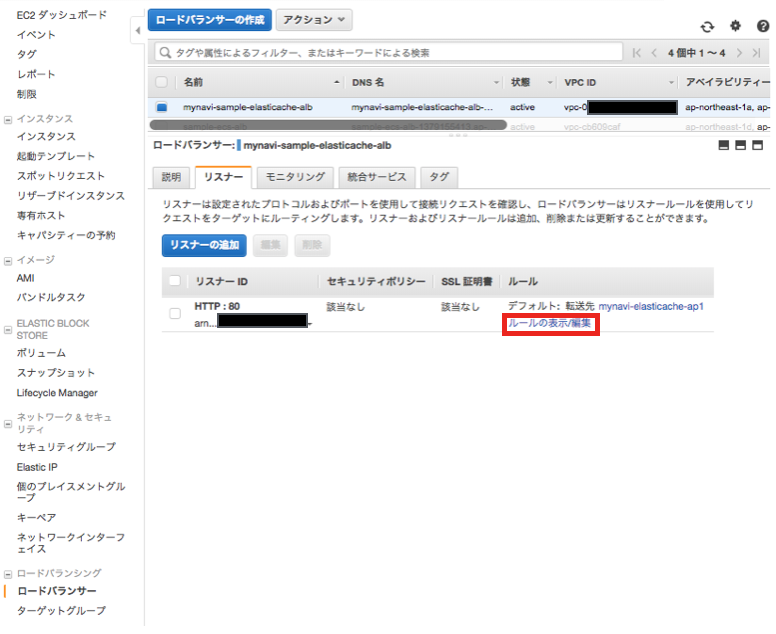 EC2 ダッシュボード
イベント
タグ
レポート
制限
インスタンス
インスタンス
起動テンプレート
スポットリクエスト
リザーブドインスタンス
専有ホスト
キャパシティーの予約
イメージ
AMI
バンドルタスク
ELASTIC BLOCK
STORE
ボリューム
スナップショット
Lifecycle Manager
ネットワーク & セキュ
リティ
セキュリティグループ
Elastic IP
個のプレイスメントグル
ープ
キーペア
ネットワークインターフ
ェイス
ロードバランシング
ロードバランサー
ターゲットグループ
ロードバランサーの作成 アクション
タグや属性によるフィルター、またはキーワードによる検索
4 個中 1 ~ 4
名前 DNS 名 状態 VPC ID アベイラビリティー
mynavi-sample-elasticache-alb mynavi-sample-elasticache-alb-... active vpc-0 ap-northeast-1a, ap-
sample-ecs-alb sample-ecs-alb-1379155413.ap- active vpc-cb609caf ap-northeast-1d, ap-
ロードバランサー: mynavi-sample-elasticache-alb
説明 リスナー モニタリング 統合サービス タグ
リスナーは設定されたプロトコルおよびポートを使用して接続リクエストを確認し、ロードバランサーはリスナールールを使用してリ
クエストをターゲットにルーティングします。リスナーおよびリスナールールは追加、削除または更新することができます。
リスナーの追加 編集 削除
リスナー ID セキュリティポリシー SSL 証明書 ルール
HTTP : 80 該当なし 該当なし デフォルト: 転送先 mynavi-elasticache-ap1
arn... ルールの表示/編集